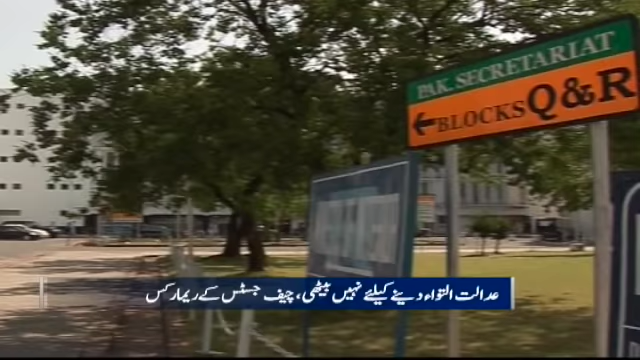 PAK. SECRETARIAT
BLOCKS Q&R
عدالت التواء دینے کیلئے نہیں بیٹھی، چیف جسٹس کے ریمارکس